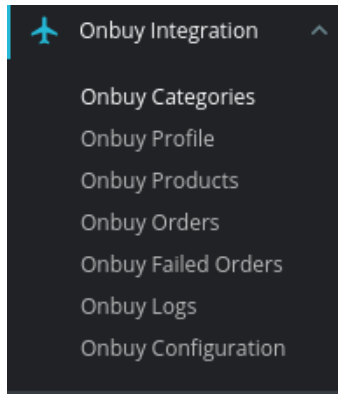 Onbuy Integration
Onbuy Categories
Onbuy Profile
Onbuy Products
Onbuy Orders
Onbuy Failed Orders
Onbuy Logs
Onbuy Configuration